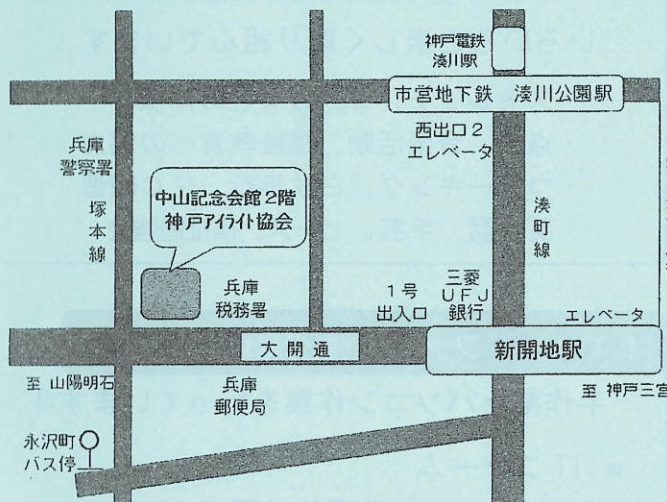 神戸電鉄
湊川駅
市営地下鉄 湊川公園駅
西出口2
エレベータ
兵庫
警察署
中山記念会館2階
神戸アイライト協会
塚本線
湊町線
兵庫
税務署
1号
出入口
三菱
UFJ
銀行
エレベータ
大開通
新開地駅
至 山陽明石
兵庫
郵便局
至 神戸三宮
永沢町
バス停